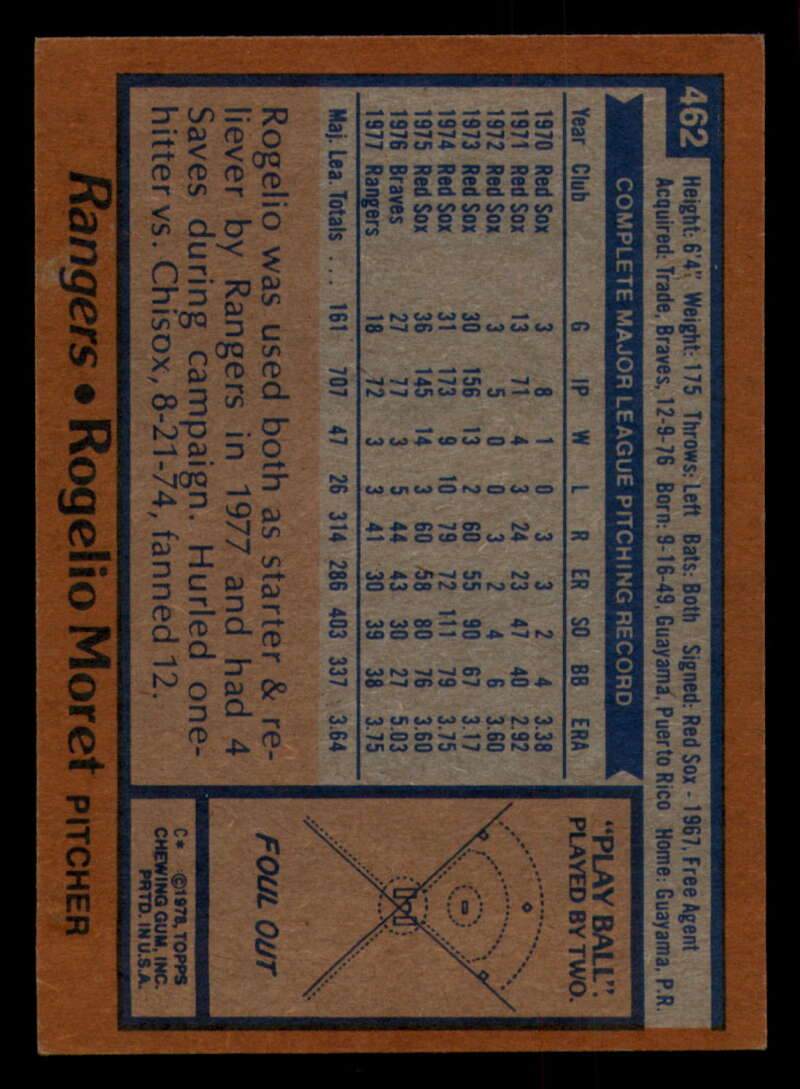 462
Height: 6'4" Weight: 175 Throws: Left Bats: Both Signed: Red Sox - 1967, Free Agent
Acquired: Trade, Braves, 12-9-76 Born: 9-16-49, Guayama, Puerto Rico Home: Guayama, P.R.
COMPLETE MAJOR LEAGUE PITCHING RECORD
Year Club G IP W L R ER SO BB ERA
1970 Red Sox 3 8 1 0 3 3 2 4 3.38
1971 Red Sox 13 71 4 3 24 23 47 40 2.92
1972 Red Sox 3 5 0 0 3 2 4 6 3.60
1973 Red Sox 30 156 13 2 60 55 90 67 3.17
1974 Red Sox 31 173 9 10 79 72 111 79 3.75
1975 Red Sox 36 145 14 3 60 58 80 76 3.60
1976 Braves 27 77 3 5 44 43 30 27 5.03
1977 Rangers 18 72 3 3 41 30 39 38 3.75
Maj. Lea. Totals . . . 161 707 47 26 314 286 403 337 3.64
Rogelio was used both as starter & re-
liever by Rangers in 1977 and had 4
Saves during campaign. Hurled one-
hitter vs. Chisox, 8-21-74, fanned 12.
"PLAY BALL".
PLAYED BY TWO.
FOUL OUT
C* ©1978, TOPPS
CHEWING GUM, INC.
PRTD. IN U.S.A.
Rangers • Rogelio Moret PITCHER